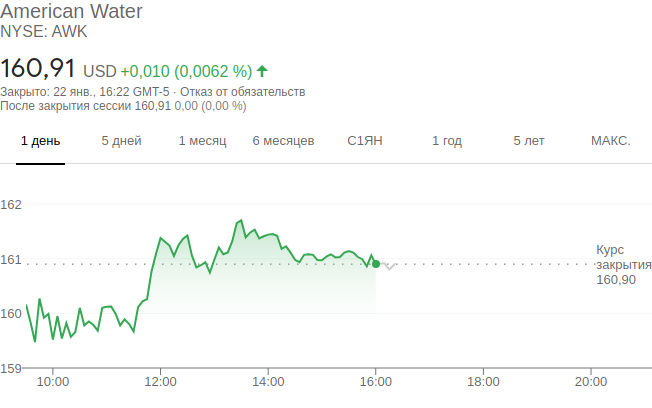 American Water
NYSE: AWK
160,91 USD +0,010 (0,0062 %)
Закрыто: 22 янв., 16:22 GMT-5 · Отказ от обязательств
После закрытия сессии 160,91 0,00 (0,00 %)
1 день 5 дней 1 месяц 6 месяцев С1ЯН 1 год 5 лет МАКС.
162
161
160
159
Курс
закрытия
160,90
10:00 12:00 14:00 16:00 18:00 20:00